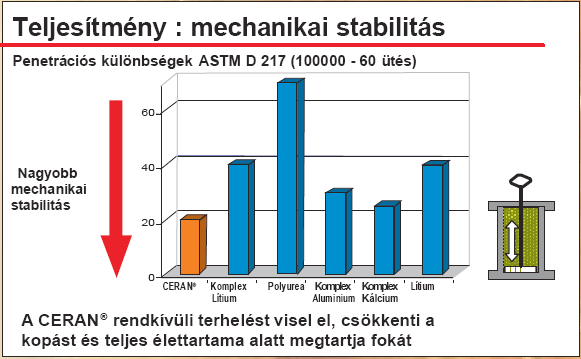 Teljesítmény : mechanikai stabilitás
Penetrációs különbségek ASTM D 217 (100000 - 60 ütés)
Nagyobb
mechanikai
stabilitás
60
40
20
0
CERAN®
Komplex
Lítium
Polyurea
Komplex
Aluminium
Komplex
Kálcium
Lítium
A CERAN® rendkívüli terhelést visel el, csökkenti a
kopást és teljes élettartama alatt megtartja fokát